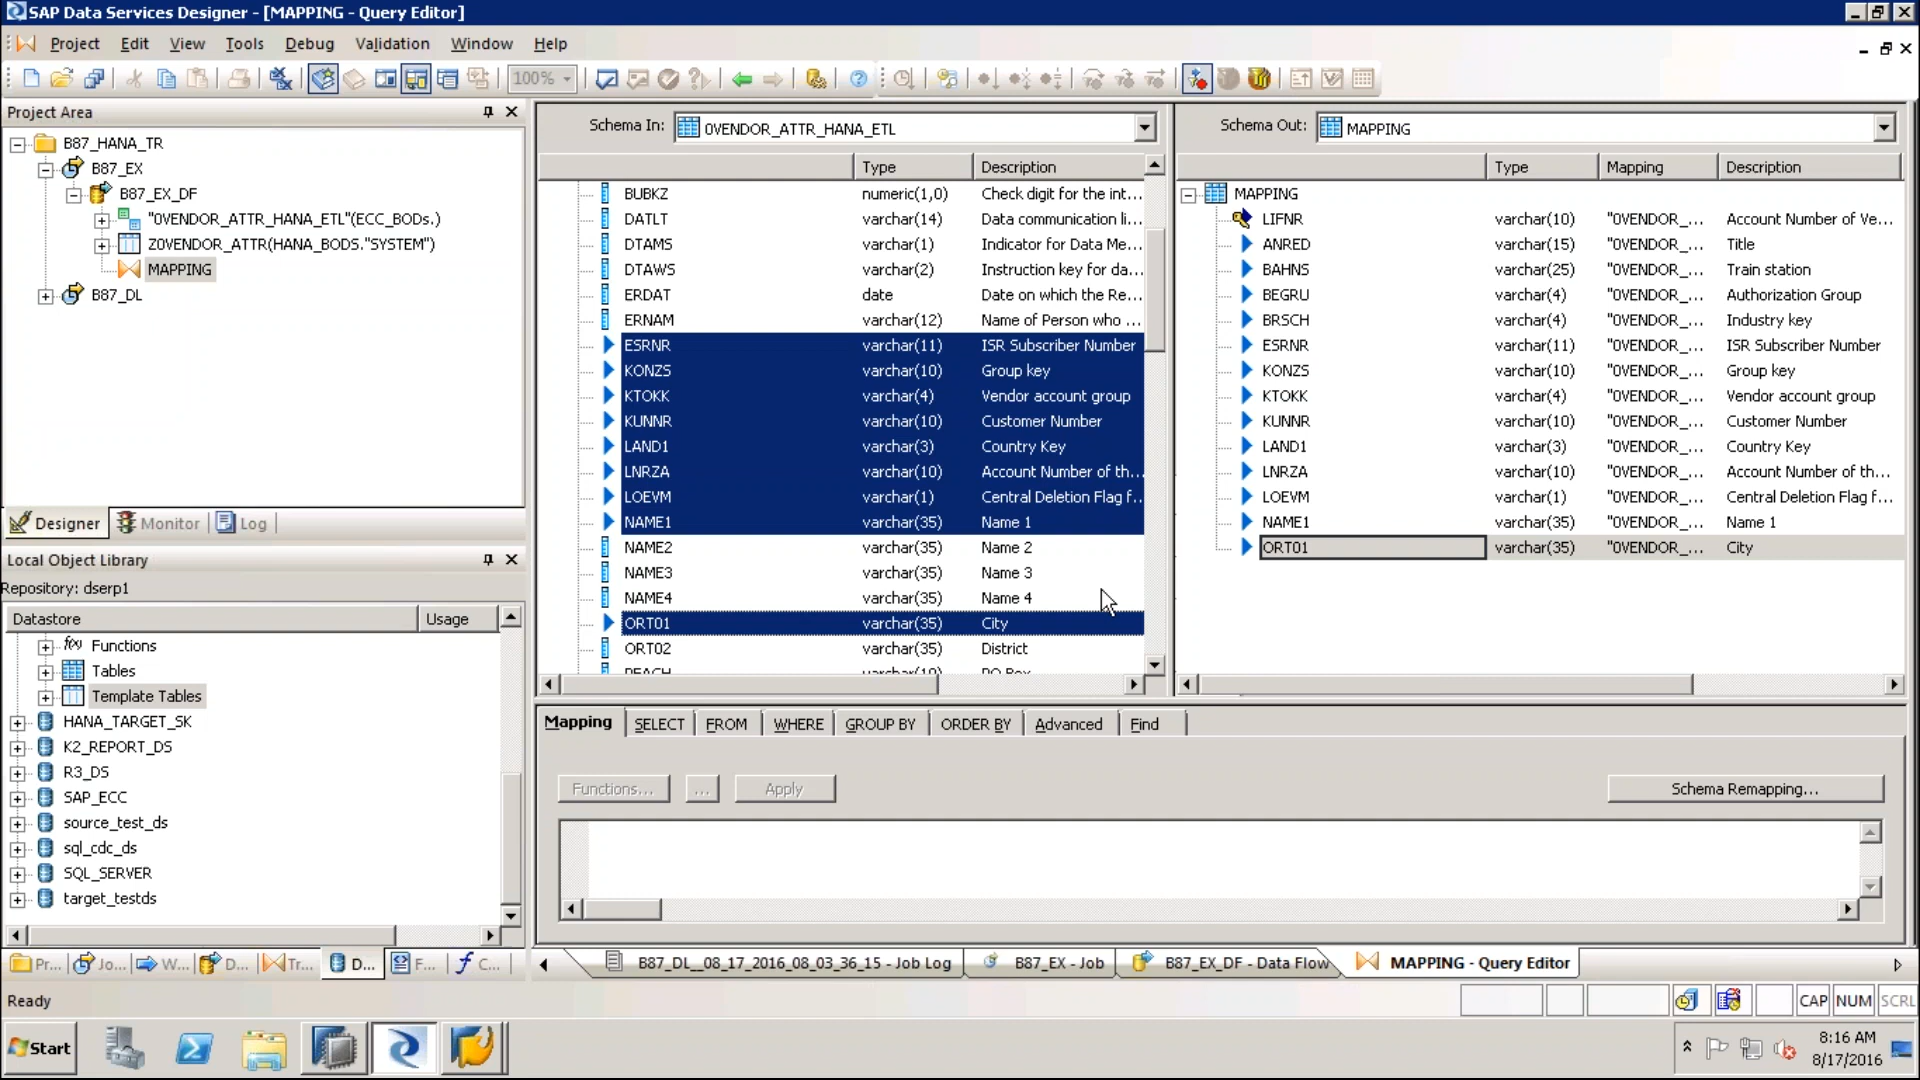 SAP Data Services Designer - [MAPPING - Query Editor]
Project Edit View Tools Debug Validation Window Help
100%
Project Area
B87_HANA_TR
B87_EX
B87_EX_DF
"0VENDOR_ATTR_HANA_ETL"(ECC_BODs.)
Z0VENDOR_ATTR(HANA_BODS."SYSTEM")
MAPPING
B87_DL
Designer Monitor Log
Local Object Library
Repository: dserp1
Datastore Usage
Functions
Tables
Template Tables
HANA_TARGET_SK
K2_REPORT_DS
R3_DS
SAP_ECC
source_test_ds
sql_cdc_ds
SQL_SERVER
target_testds
Pr... Jo... W... D... Tr... D... F... C...
Schema In: 0VENDOR_ATTR_HANA_ETL
Type Description
BUBKZ numeric(1,0) Check digit for the int...
DATLT varchar(14) Data communication li...
DTAMS varchar(1) Indicator for Data Me...
DTAWS varchar(2) Instruction key for da...
ERDAT date Date on which the Re...
ERNAM varchar(12) Name of Person who ...
ESRNR varchar(11) ISR Subscriber Number
KONZS varchar(10) Group key
KTOKK varchar(4) Vendor account group
KUNNR varchar(10) Customer Number
LAND1 varchar(3) Country Key
LNRZA varchar(10) Account Number of th...
LOEVM varchar(1) Central Deletion Flag f...
NAME1 varchar(35) Name 1
NAME2 varchar(35) Name 2
NAME3 varchar(35) Name 3
NAME4 varchar(35) Name 4
ORT01 varchar(35) City
ORT02 varchar(35) District
Schema Out: MAPPING
Type Mapping Description
MAPPING
LIFNR varchar(10) "0VENDOR_... Account Number of Ve...
ANRED varchar(15) "0VENDOR_... Title
BAHNS varchar(25) "0VENDOR_... Train station
BEGRU varchar(4) "0VENDOR_... Authorization Group
BRSCH varchar(4) "0VENDOR_... Industry key
ESRNR varchar(11) "0VENDOR_... ISR Subscriber Number
KONZS varchar(10) "0VENDOR_... Group key
KTOKK varchar(4) "0VENDOR_... Vendor account group
KUNNR varchar(10) "0VENDOR_... Customer Number
LAND1 varchar(3) "0VENDOR_... Country Key
LNRZA varchar(10) "0VENDOR_... Account Number of th...
LOEVM varchar(1) "0VENDOR_... Central Deletion Flag f...
NAME1 varchar(35) "0VENDOR_... Name 1
ORT01 varchar(35) "0VENDOR_... City
Mapping SELECT FROM WHERE GROUP BY ORDER BY Advanced Find
Functions... ... Apply Schema Remapping...
B87_DL__08_17_2016_08_03_36_15 - Job Log B87_EX - Job B87_EX_DF - Data Flow MAPPING - Query Editor
Ready CAP NUM SCRL
Start
8:16 AM
8/17/2016